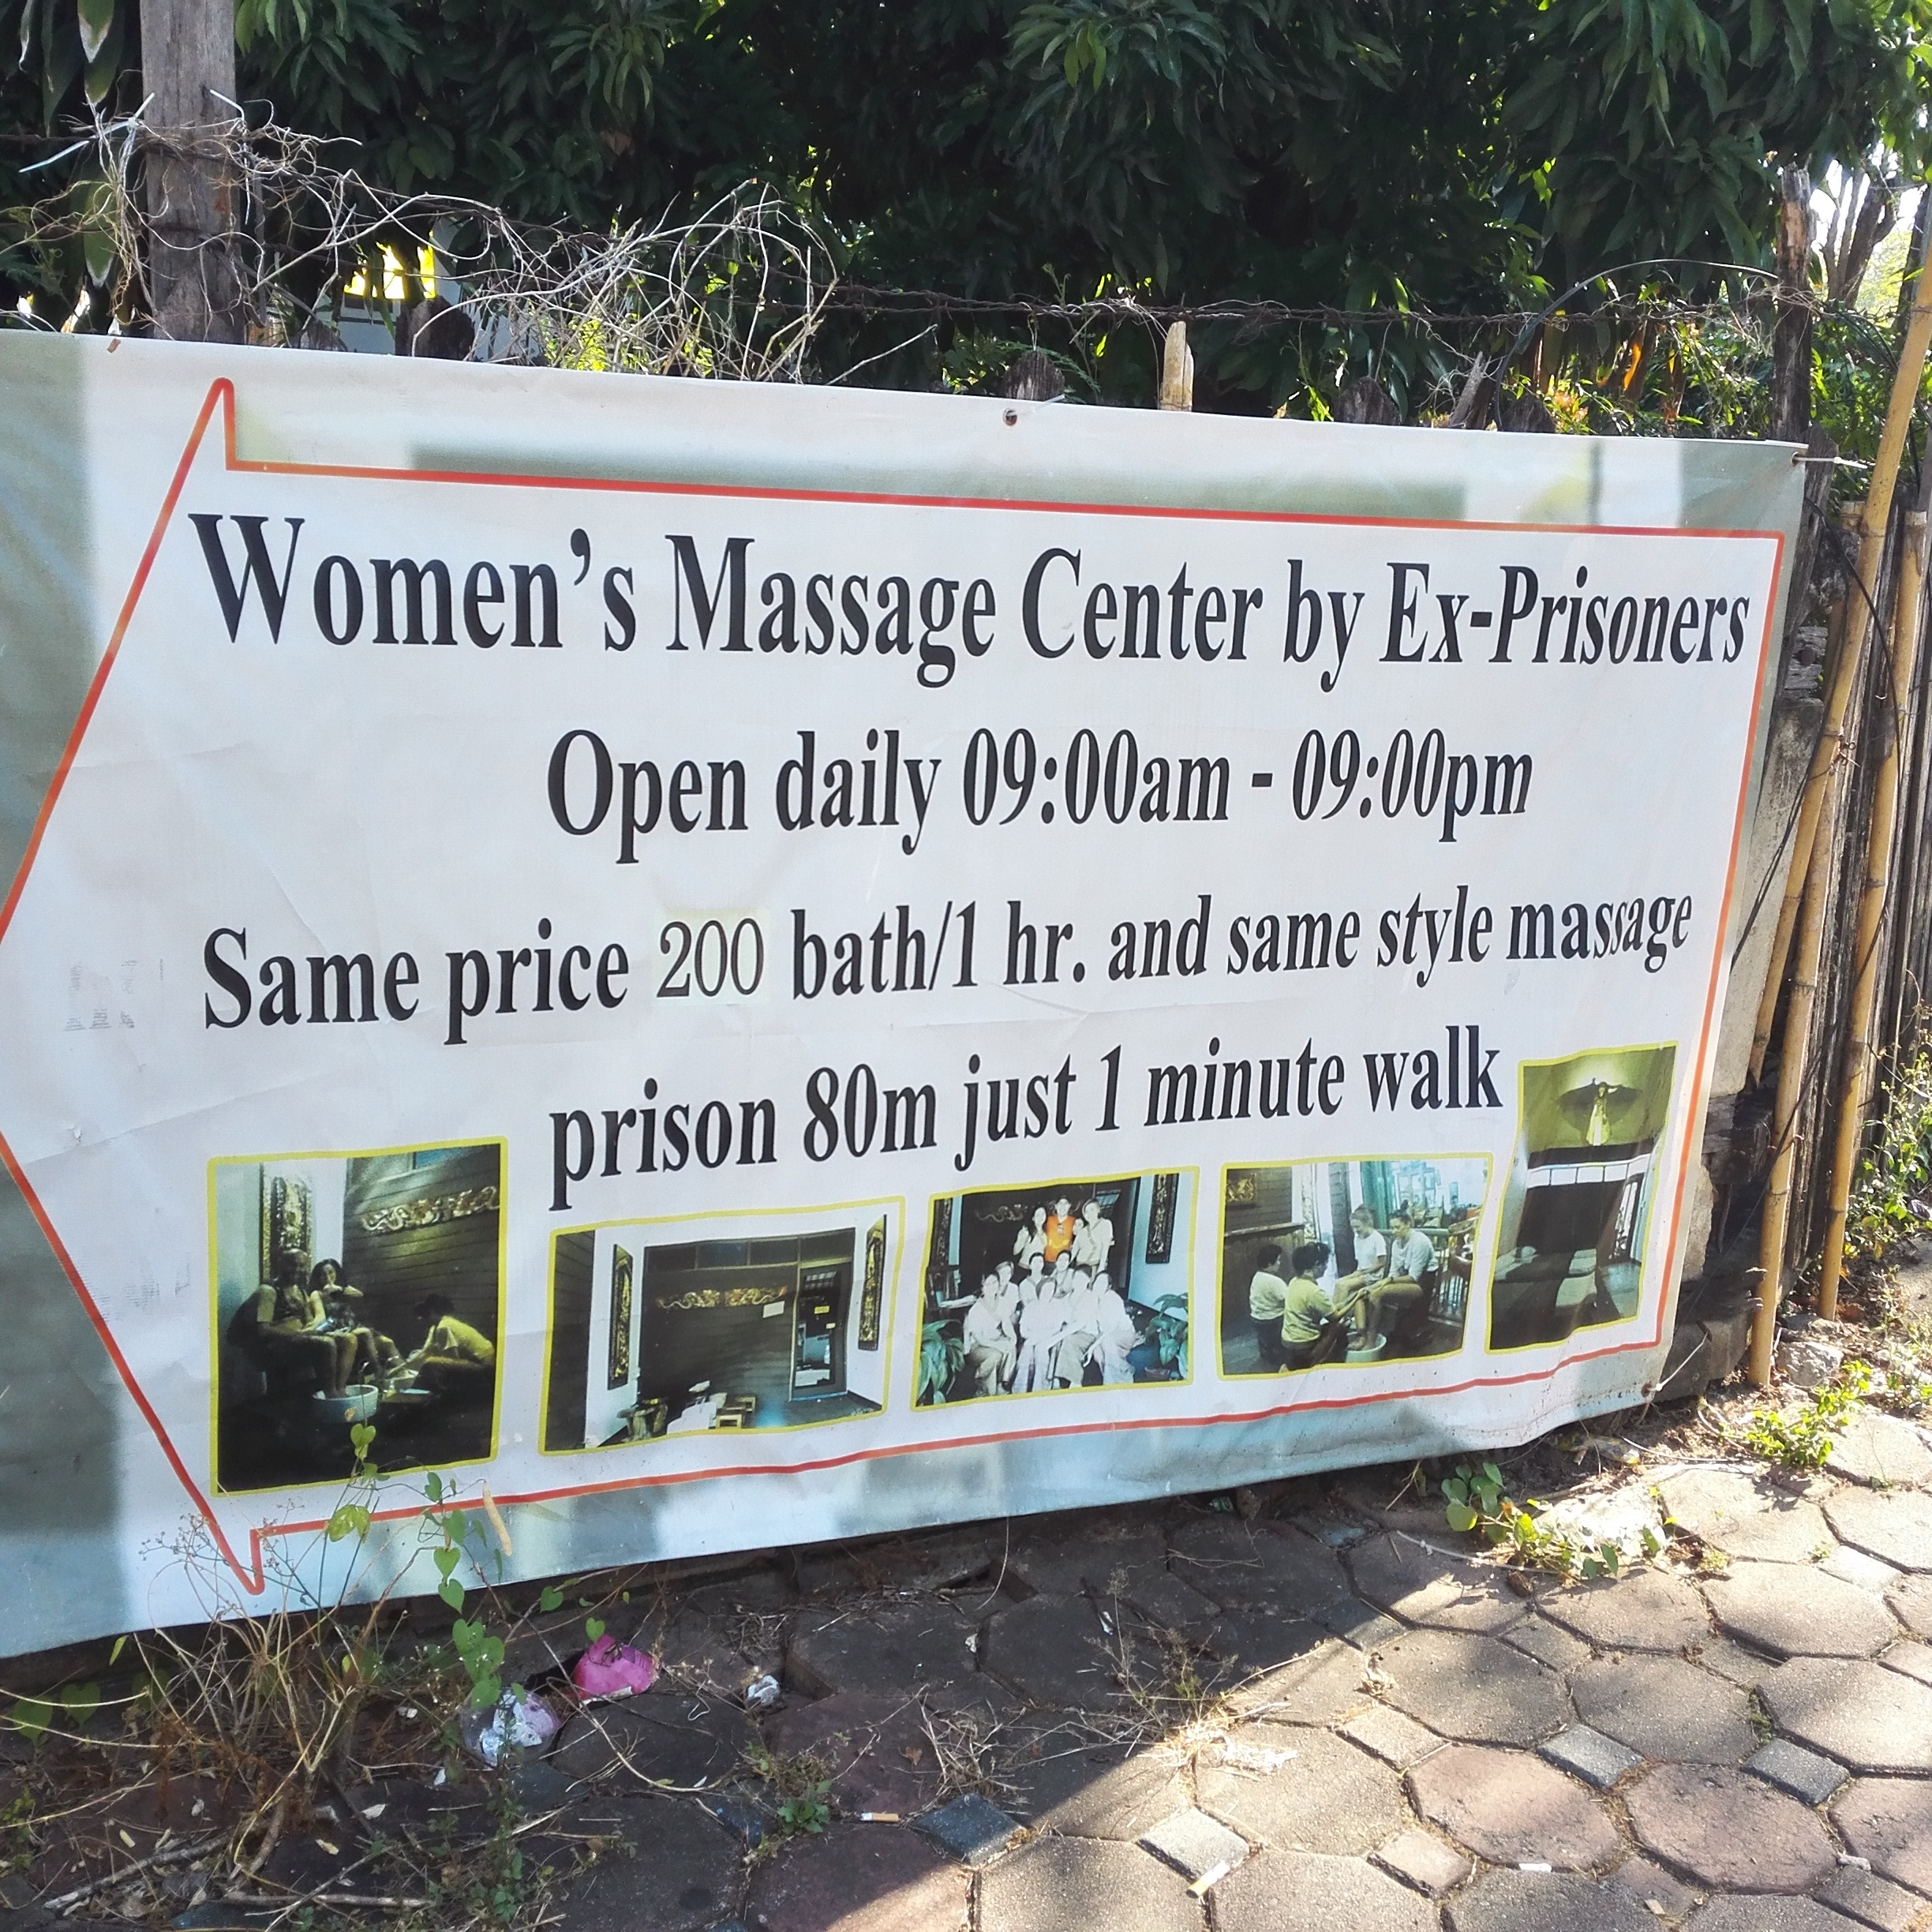 Women's Massage Center by Ex-Prisoners
Open daily 09:00am - 09:00pm
Same price 200 bath/1 hr. and same style massage
prison 80m just 1 minute walk